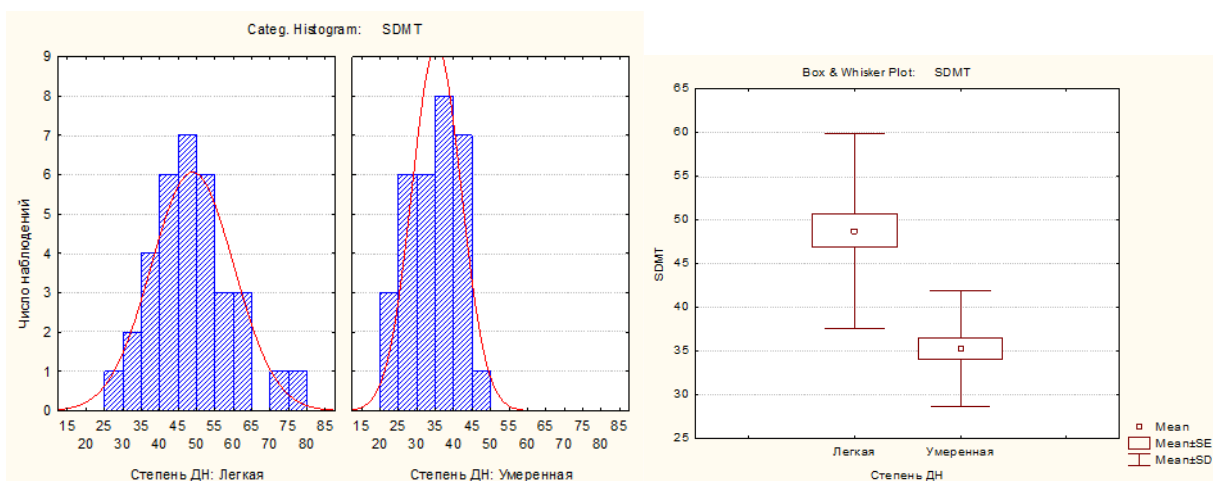 Categ. Histogram: SDMT
Число наблюдений
9
8
7
6
5
4
3
2
1
0
15 25 35 45 55 65 75 85
20 30 40 50 60 70 80
15 25 35 45 55 65 75 85
20 30 40 50 60 70 80
Степень ДН: Легкая
Степень ДН: Умеренная
Box & Whisker Plot: SDMT
SDMT
65
60
55
50
45
40
35
30
25
Легкая
Умеренная
Степень ДН
Mean
Mean±SE
Mean±SD